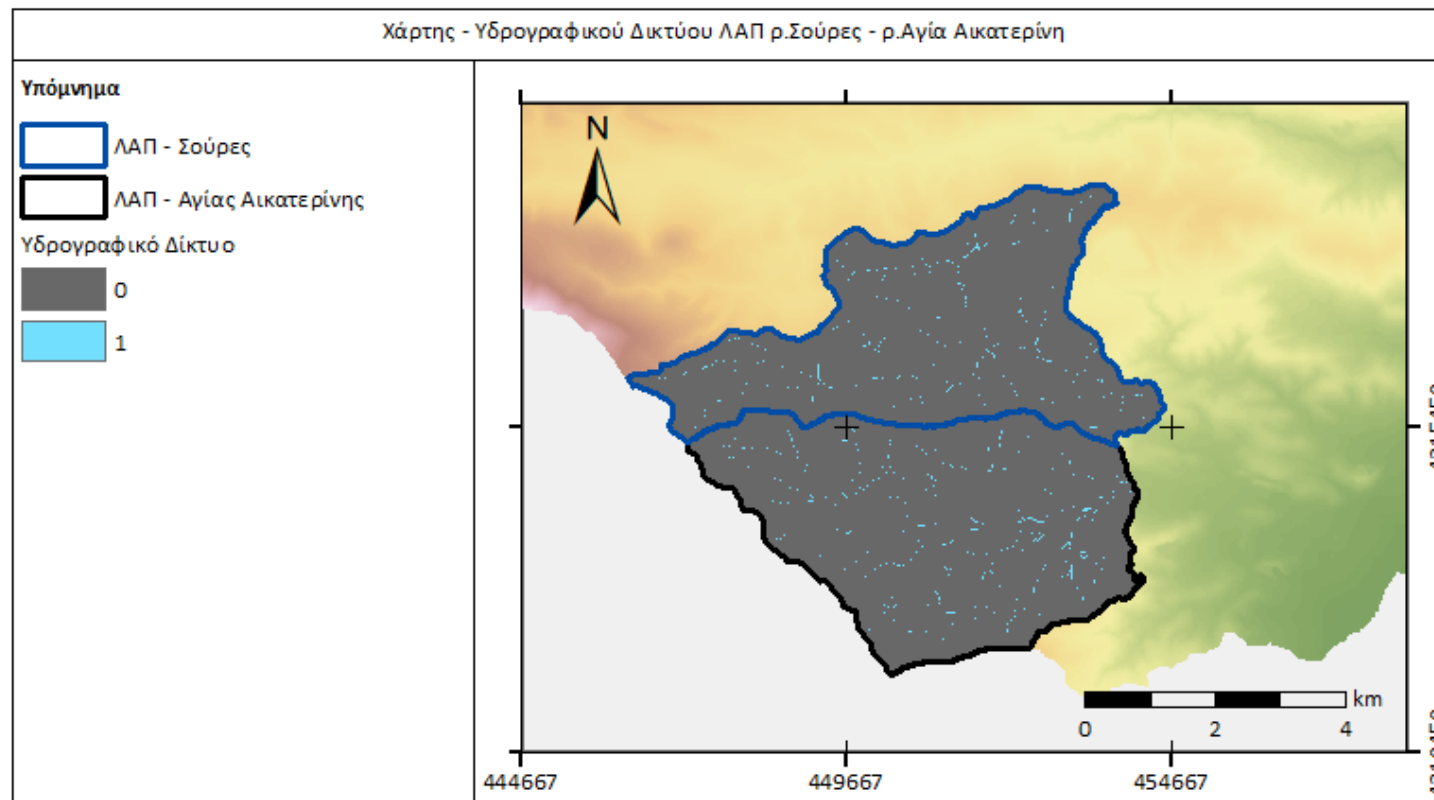 Χάρτης - Υδρογραφικού Δικτύου ΛΑΠ ρ.Σούρες - ρ.Αγία Αικατερίνη
Υπόμνημα
ΛΑΠ - Σούρες
ΛΑΠ - Αγίας Αικατερίνης
Υδρογραφικό Δίκτυο
0
1
N
km
0 2 4
444667 449667 454667